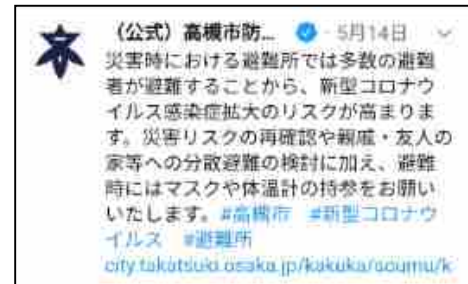 (公式)高槻市防... · 5月14日
災害時における避難所では多数の避難
者が避難することから、新型コロナウ
イルス感染症拡大のリスクが高まりま
す。災害リスクの再確認や親戚・友人の
家等への分散避難の検討に加え、避難
時にはマスクや体温計の持参をお願い
いたします。#高槻市 #新型コロナウ
イルス #避難所
city.takatsuki.osaka.jp/kakuka/soumu/k